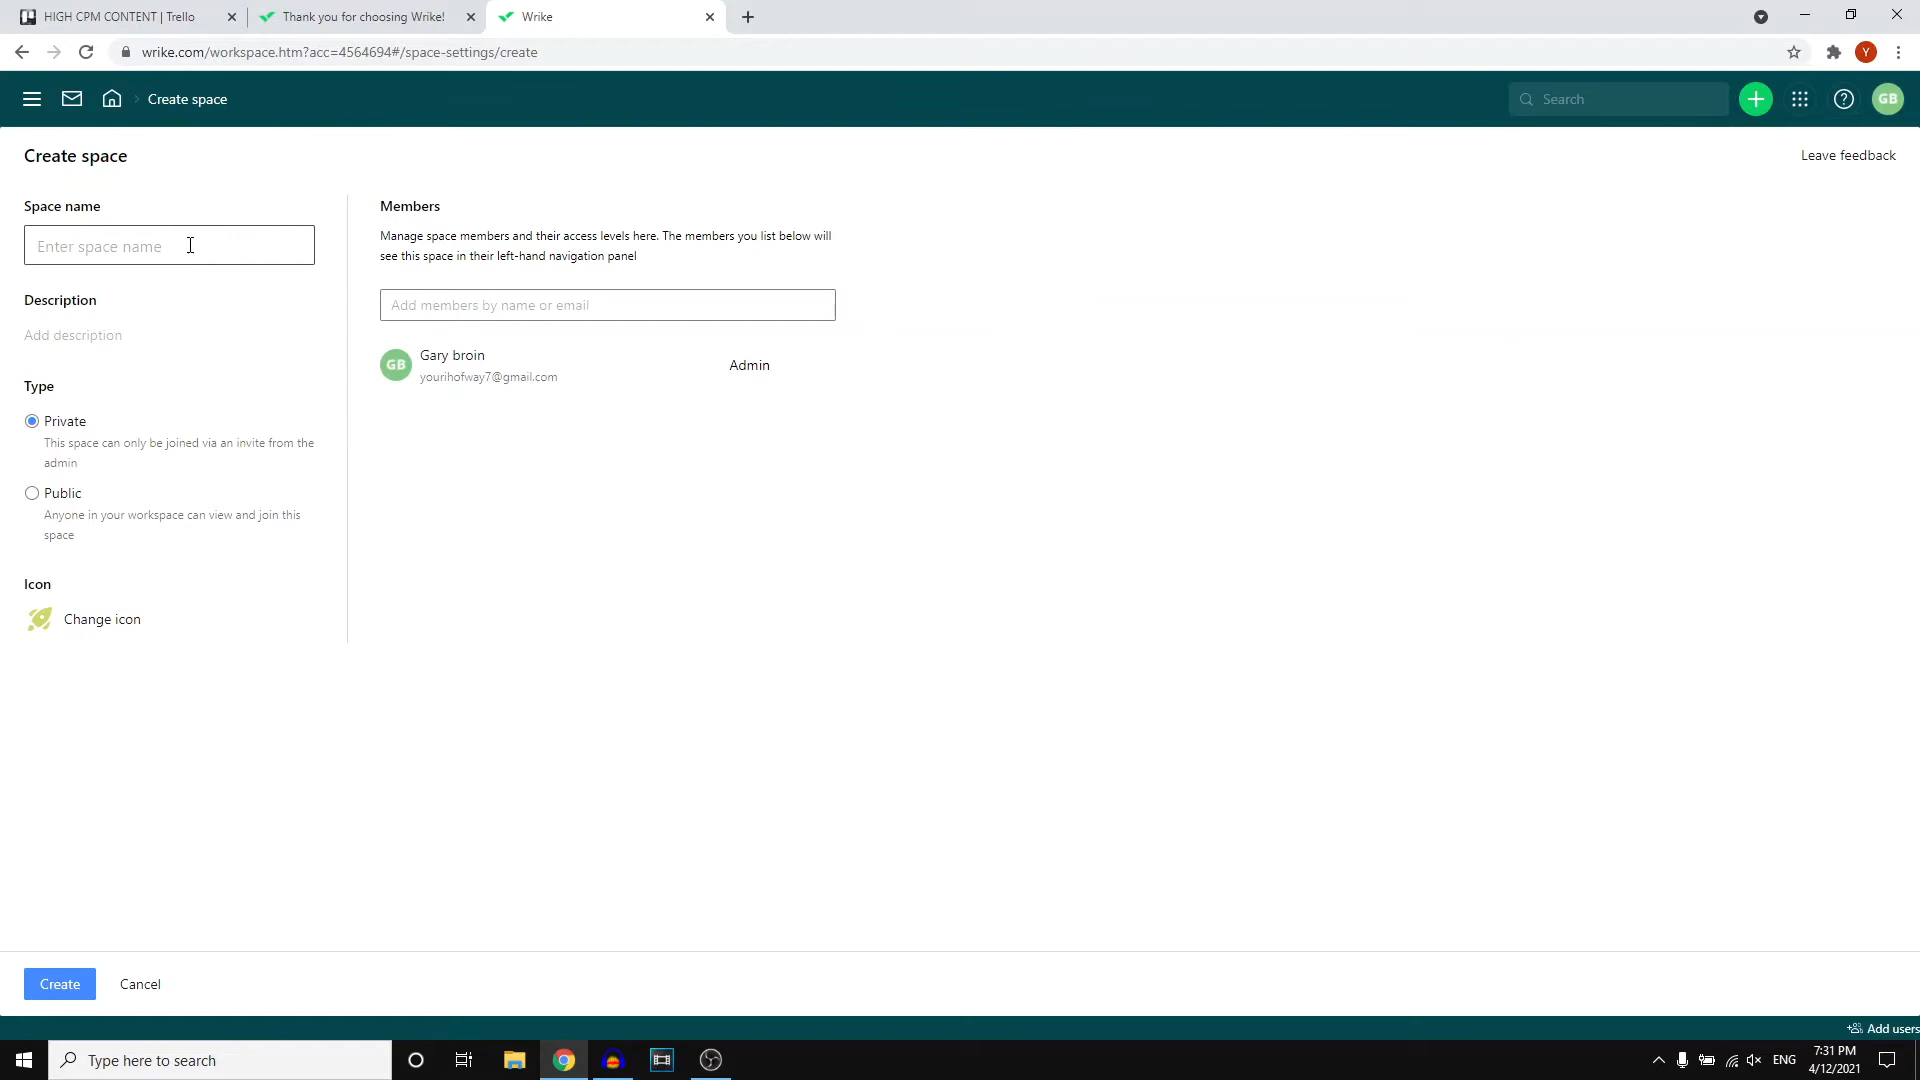 HIGH CPM CONTENT | Trello
Thank you for choosing Wrike!
Wrike
wrike.com/workspace.htm?acc=4564694#/space-settings/create
Y
Create space
Search
GB
Create space
Leave feedback
Space name
Enter space name
Description
Add description
Type
Private
This space can only be joined via an invite from the
admin
Public
Anyone in your workspace can view and join this
space
Icon
Change icon
Members
Manage space members and their access levels here. The members you list below will
see this space in their left-hand navigation panel
Add members by name or email
GB
Gary broin
yourihofway7@gmail.com
Admin
Create
Cancel
Add users
Type here to search
ENG
7:31 PM
4/12/2021